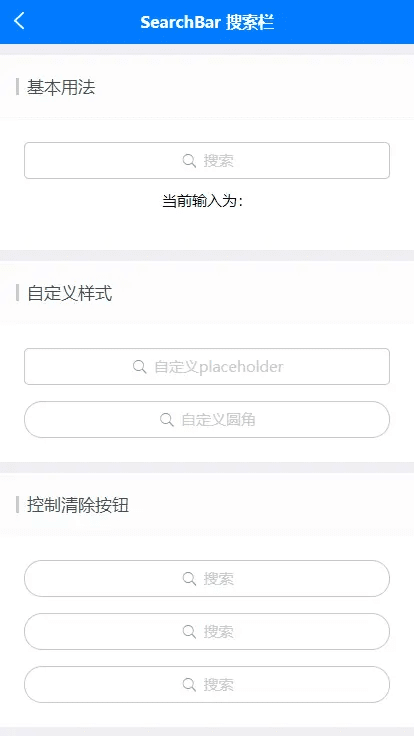 SearchBar 搜索栏
基本用法
搜索
当前输入为：
自定义样式
自定义placeholder
自定义圆角
控制清除按钮
搜索
搜索
搜索